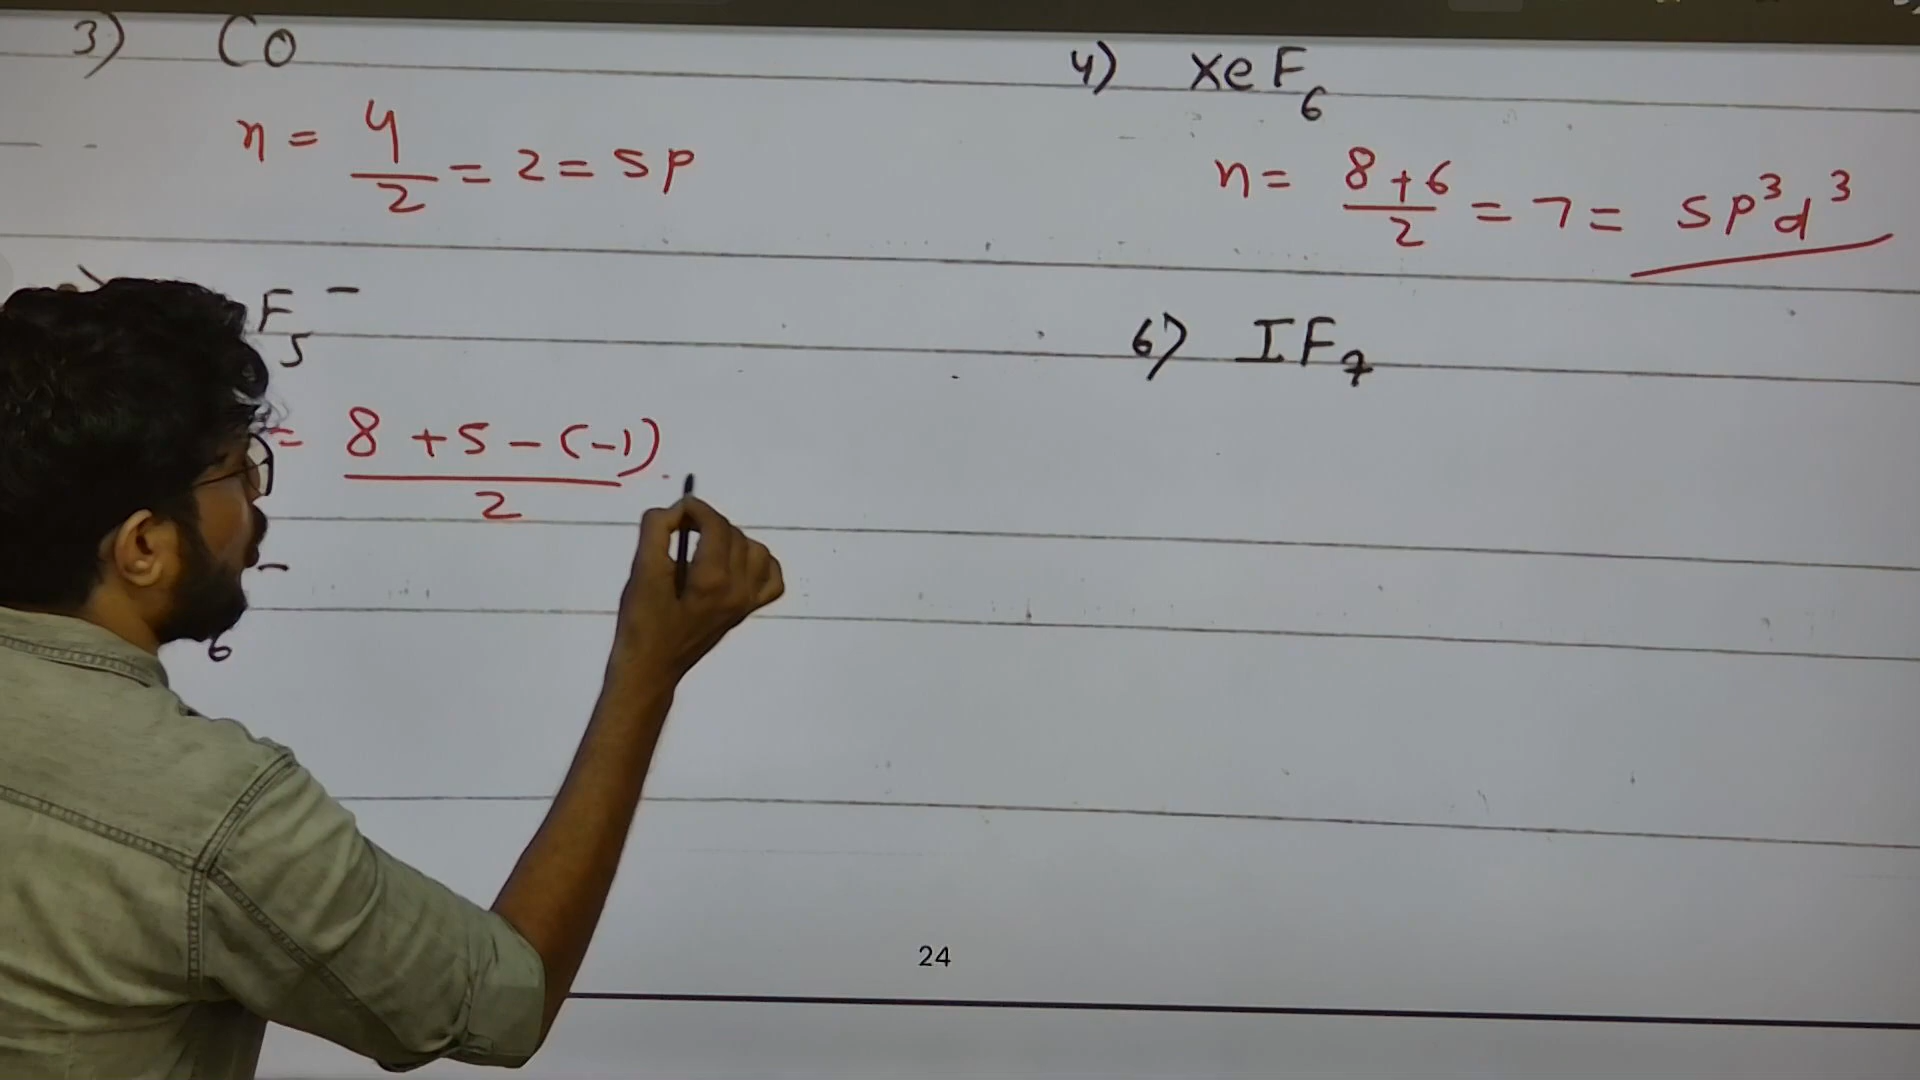 3) CO
n = 4/2 = 2 = sp
4) XeF₆
n = 8+6/2 = 7 = sp³d³
F₅⁻
= 8+5-(-1)/2
6) IF₇
-
6
24